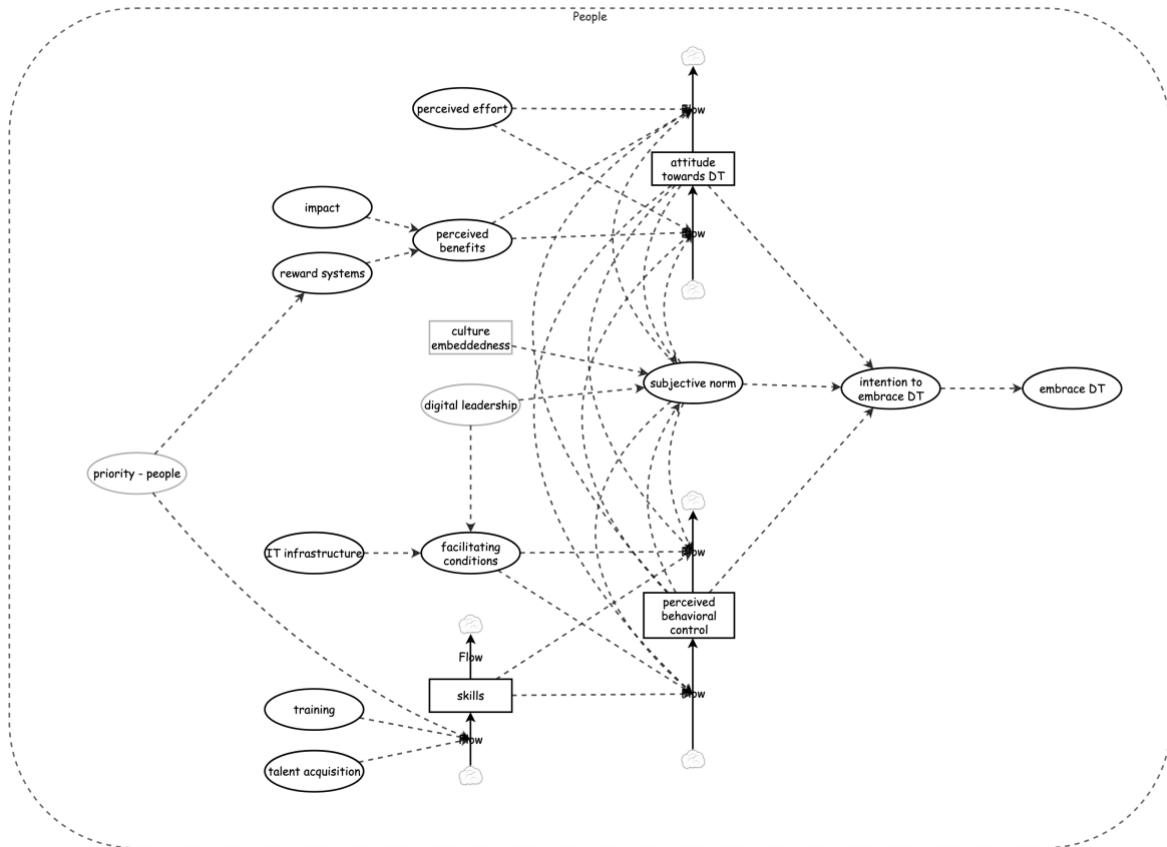 People
perceived effort
Flow
attitude
towards DT
impact
perceived
benefits
Flow
reward systems
culture
embeddedness
subjective norm
intention to
embrace DT
embrace DT
digital leadership
priority - people
IT infrastructure
facilitating
conditions
Flow
perceived
behavioral
control
Flow
skills
Flow
training
Flow
talent acquisition